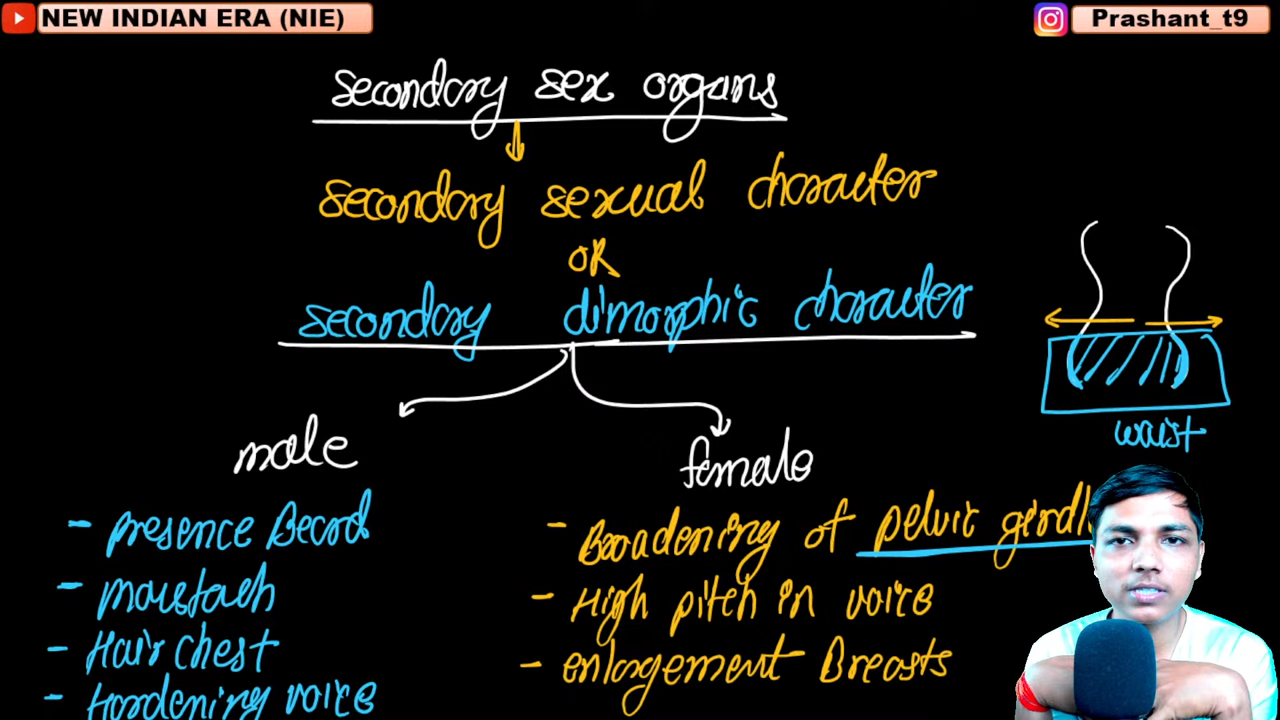 NEW INDIAN ERA (NIE)
Prashant_t9
secondary sex organs
secondary sexual character
OR
secondary dimorphic character
male
female
waist
- presence Beard
- moustach
- Hair chest
- Hardening voice
- Broadening of pelvic girdl
- High pitch in voice
- enlargement Breasts